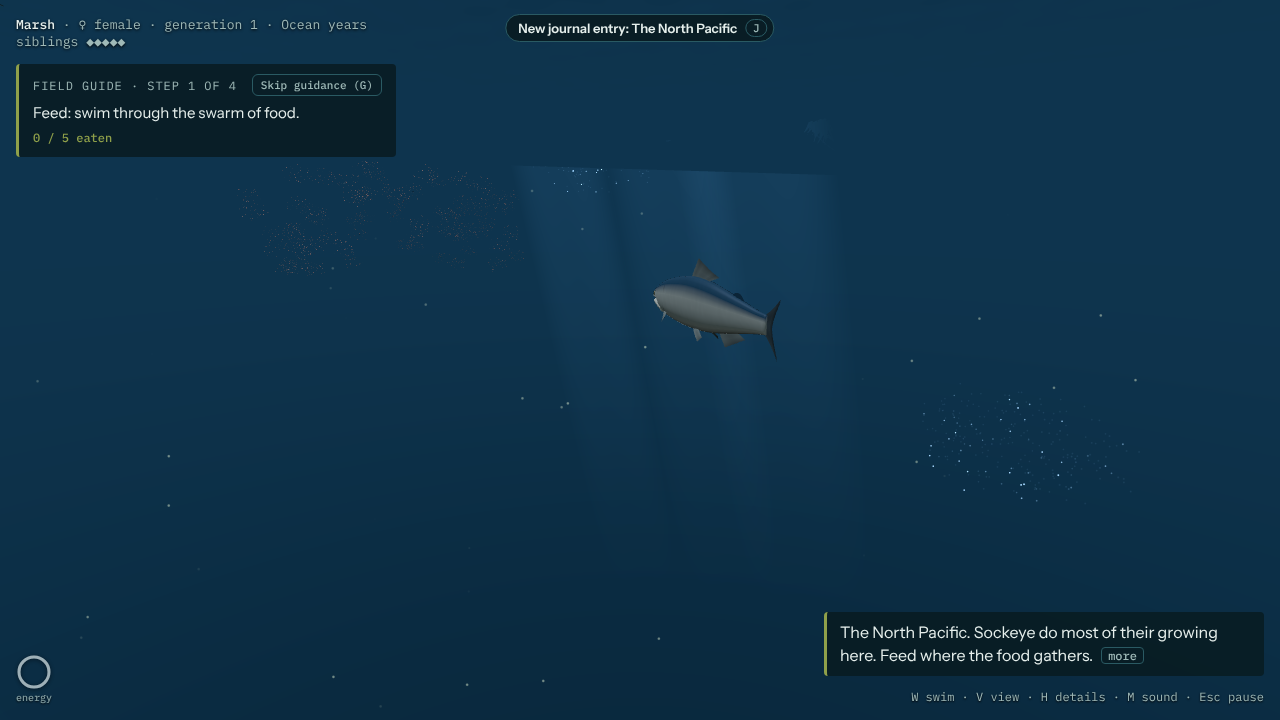 Marsh · ♀ female · generation 1 · Ocean years
siblings ◆◆◆◆◆
New journal entry: The North Pacific J
FIELD GUIDE · STEP 1 OF 4 Skip guidance (G)
Feed: swim through the swarm of food.
0 / 5 eaten
The North Pacific. Sockeye do most of their growing
here. Feed where the food gathers. more
energy
W swim · V view · H details · M sound · Esc pause